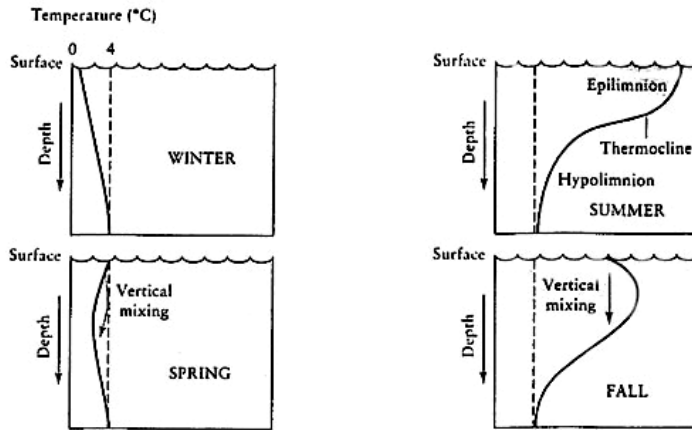 Temperature (°C)
0 4
Surface
Depth
WINTER
Surface
Depth
Epilimnion
Thermocline
Hypolimnion
SUMMER
Surface
Depth
Vertical
mixing
SPRING
Surface
Depth
Vertical
mixing
FALL